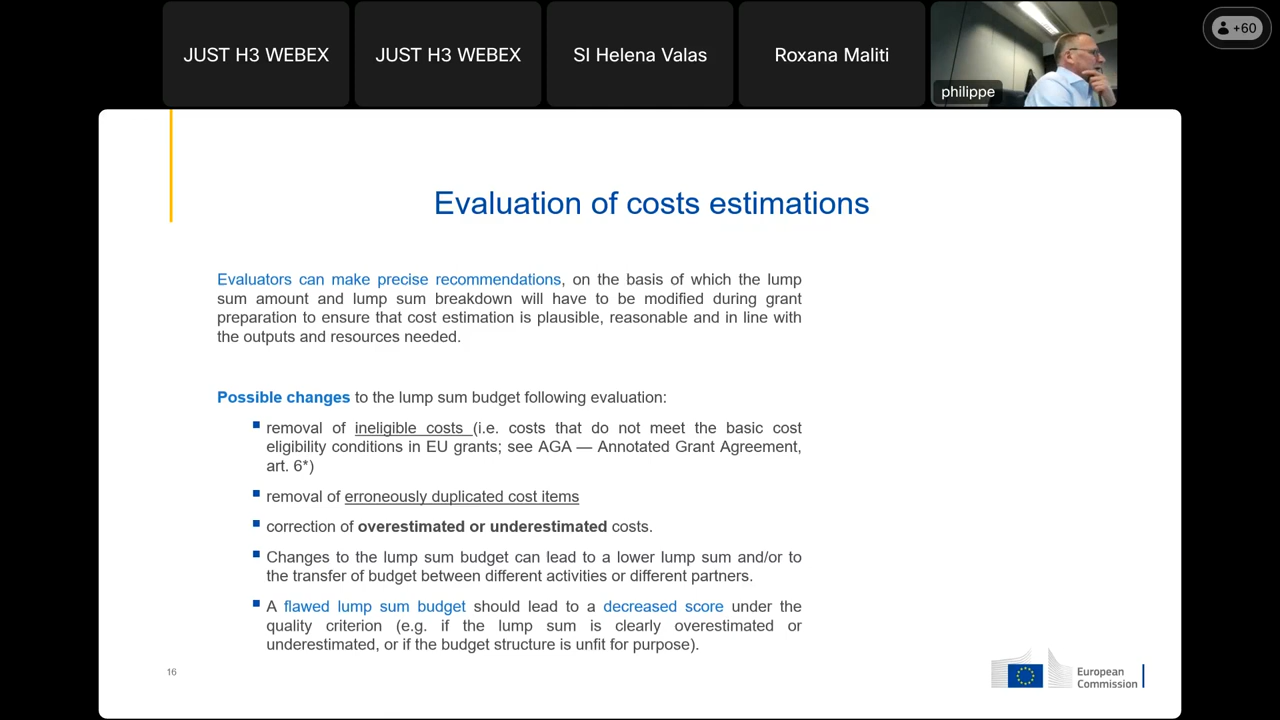 JUST H3 WEBEX
JUST H3 WEBEX
SI Helena Valas
Roxana Maliti
philippe
+60
Evaluation of costs estimations
Evaluators can make precise recommendations, on the basis of which the lump
sum amount and lump sum breakdown will have to be modified during grant
preparation to ensure that cost estimation is plausible, reasonable and in line with
the outputs and resources needed.
Possible changes to the lump sum budget following evaluation:
removal of ineligible costs (i.e. costs that do not meet the basic cost
eligibility conditions in EU grants; see AGA — Annotated Grant Agreement,
art. 6*)
removal of erroneously duplicated cost items
correction of overestimated or underestimated costs.
Changes to the lump sum budget can lead to a lower lump sum and/or to
the transfer of budget between different activities or different partners.
A flawed lump sum budget should lead to a decreased score under the
quality criterion (e.g. if the lump sum is clearly overestimated or
underestimated, or if the budget structure is unfit for purpose).
16
European
Commission